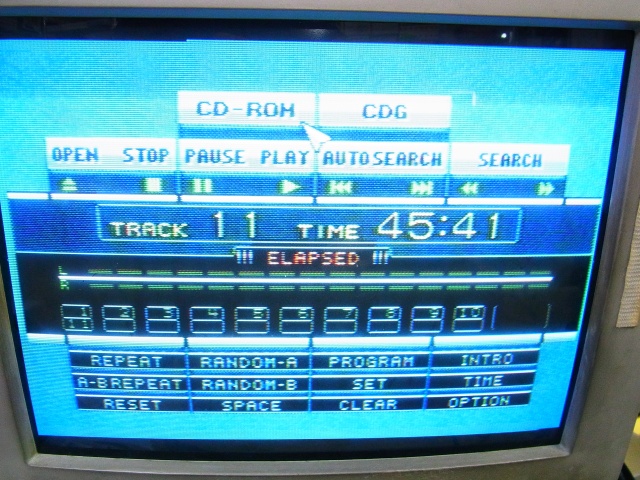 CD-ROM CDG
OPEN STOP PAUSE PLAY AUTOSEARCH SEARCH
TRACK 11 TIME 45:41
ELAPSED
L
R
1 2 3 4 5 6 7 8 9 10
11
REPEAT RANDOM-A PROGRAM INTRO
A-BREPEAT RANDOM-B SET TIME
RESET SPACE CLEAR OPTION